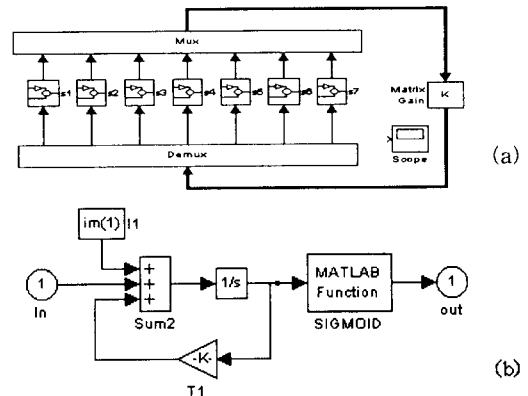 Mux
s1 s2 s3 s4 s5 s6 s7
Matrix
Gain
K
Scope
Demux
(a)
im(1) I1
1
In
+
+
+
Sum2
1/s
MATLAB
Function
SIGMOID
1
out
-K-
T1
(b)